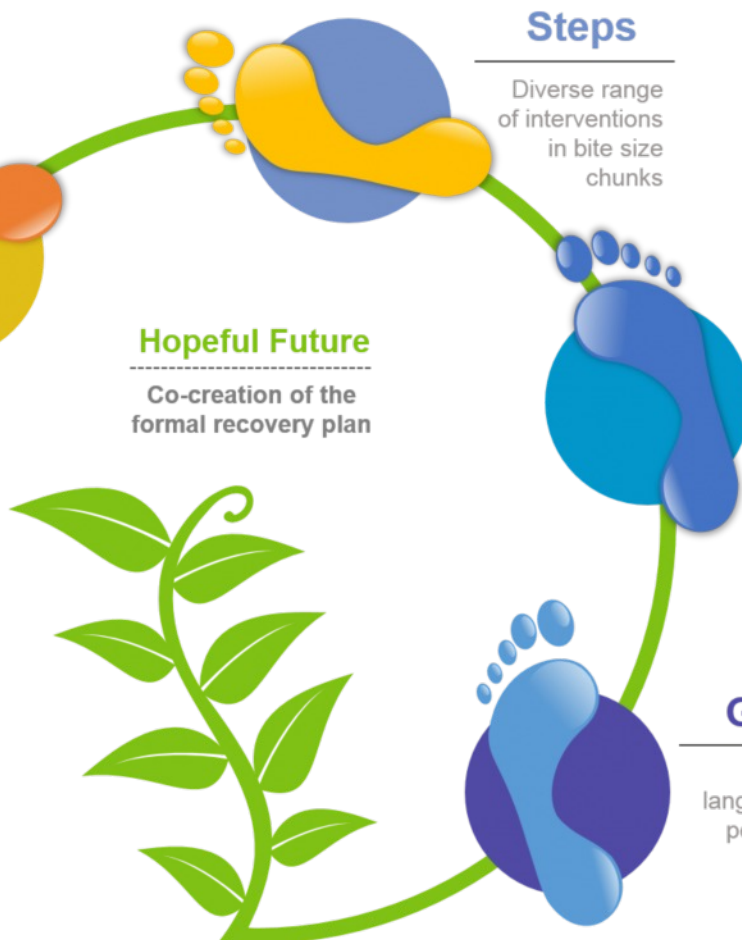 Steps
Diverse range
of interventions
in bite size
chunks
Hopeful Future
Co-creation of the
formal recovery plan